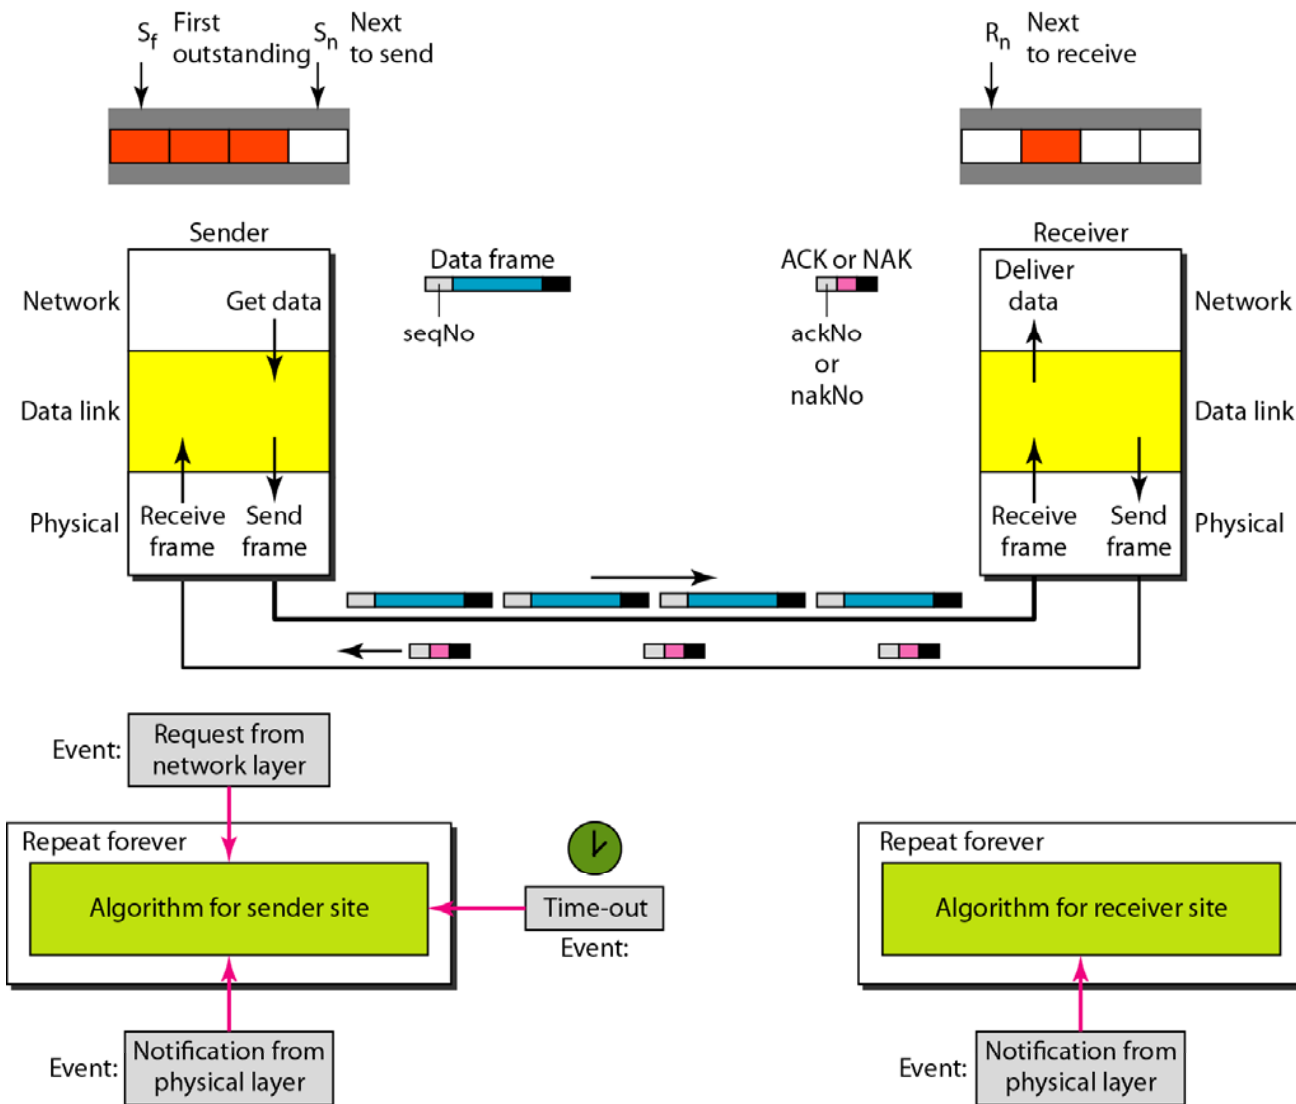 Sf First
outstanding
Sn Next
to send
Rn Next
to receive
Sender
Receiver
Data frame
seqNo
ACK or NAK
ackNo
or
nakNo
Network
Get data
Deliver
data
Network
Data link
Data link
Physical
Receive
frame
Send
frame
Receive
frame
Send
frame
Physical
Event:
Request from
network layer
Repeat forever
Algorithm for sender site
Time-out
Event:
Repeat forever
Algorithm for receiver site
Event:
Notification from
physical layer
Event:
Notification from
physical layer